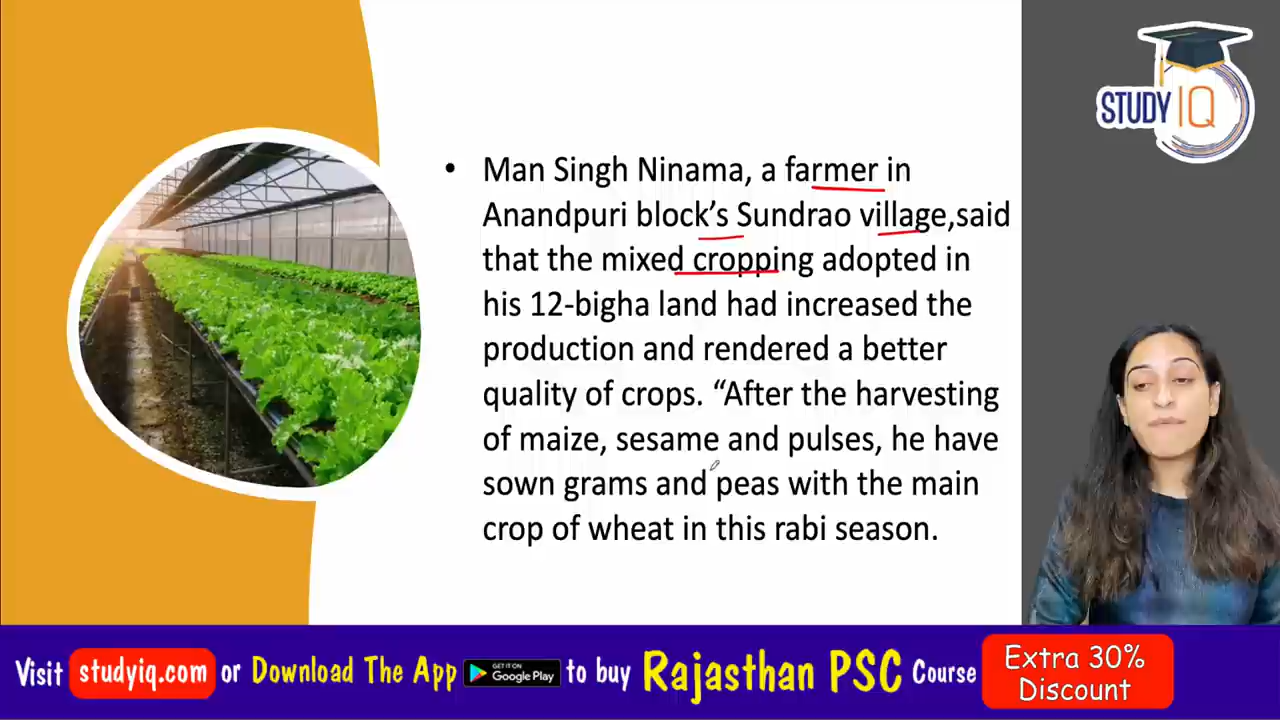 STUDY IQ
• Man Singh Ninama, a farmer in
Anandpuri block’s Sundrao village,said
that the mixed cropping adopted in
his 12-bigha land had increased the
production and rendered a better
quality of crops. “After the harvesting
of maize, sesame and pulses, he have
sown grams and peas with the main
crop of wheat in this rabi season.
Visit studyiq.com or Download The App GET IT ON Google Play to buy Rajasthan PSC Course
Extra 30%
Discount